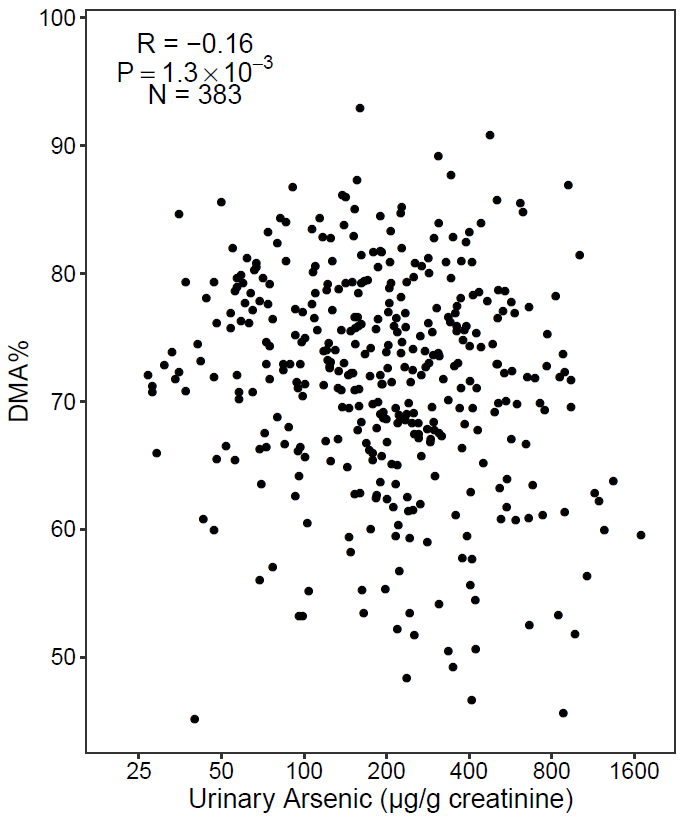 R = −0.16
P = 1.3×10⁻³
N = 383
100
90
80
70
60
50
DMA%
25 50 100 200 400 800 1600
Urinary Arsenic (μg/g creatinine)